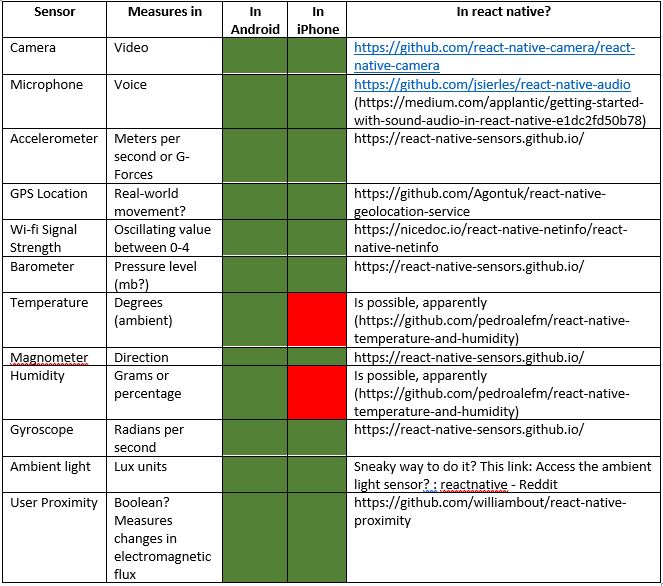 Sensor Measures in In In In react native?
Android iPhone
Camera Video https://github.com/react-native-camera/react-
native-camera
Microphone Voice https://github.com/jsierles/react-native-audio
(https://medium.com/applantic/getting-started-
with-sound-audio-in-react-native-e1dc2fd50b78)
Accelerometer Meters per https://react-native-sensors.github.io/
second or G-
Forces
GPS Location Real-world https://github.com/Agontuk/react-native-
movement? geolocation-service
Wi-fi Signal Oscillating value https://nicedoc.io/react-native-netinfo/react-
Strength between 0-4 native-netinfo
Barometer Pressure level https://react-native-sensors.github.io/
(mb?)
Temperature Degrees Is possible, apparently
(ambient) (https://github.com/pedroalefm/react-native-
temperature-and-humidity)
Magnometer Direction https://react-native-sensors.github.io/
Humidity Grams or Is possible, apparently
percentage (https://github.com/pedroalefm/react-native-
temperature-and-humidity)
Gyroscope Radians per https://react-native-sensors.github.io/
second
Ambient light Lux units Sneaky way to do it? This link: Access the ambient
light sensor? : reactnative - Reddit
User Proximity Boolean? https://github.com/williambout/react-native-
Measures proximity
changes in
electromagnetic
flux